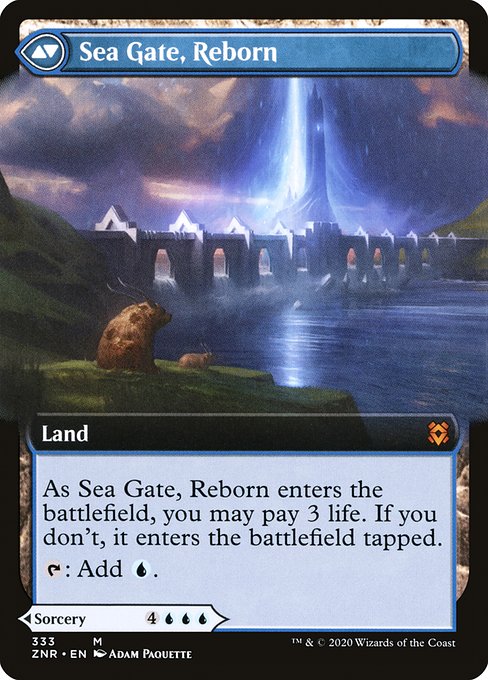 Sea Gate, Reborn
Land
As Sea Gate, Reborn enters the
battlefield, you may pay 3 life. If you
don't, it enters the battlefield tapped.
: Add .
Sorcery 4
333 M ™ & © 2020 Wizards of the Coast
ZNR • EN Adam Paquette